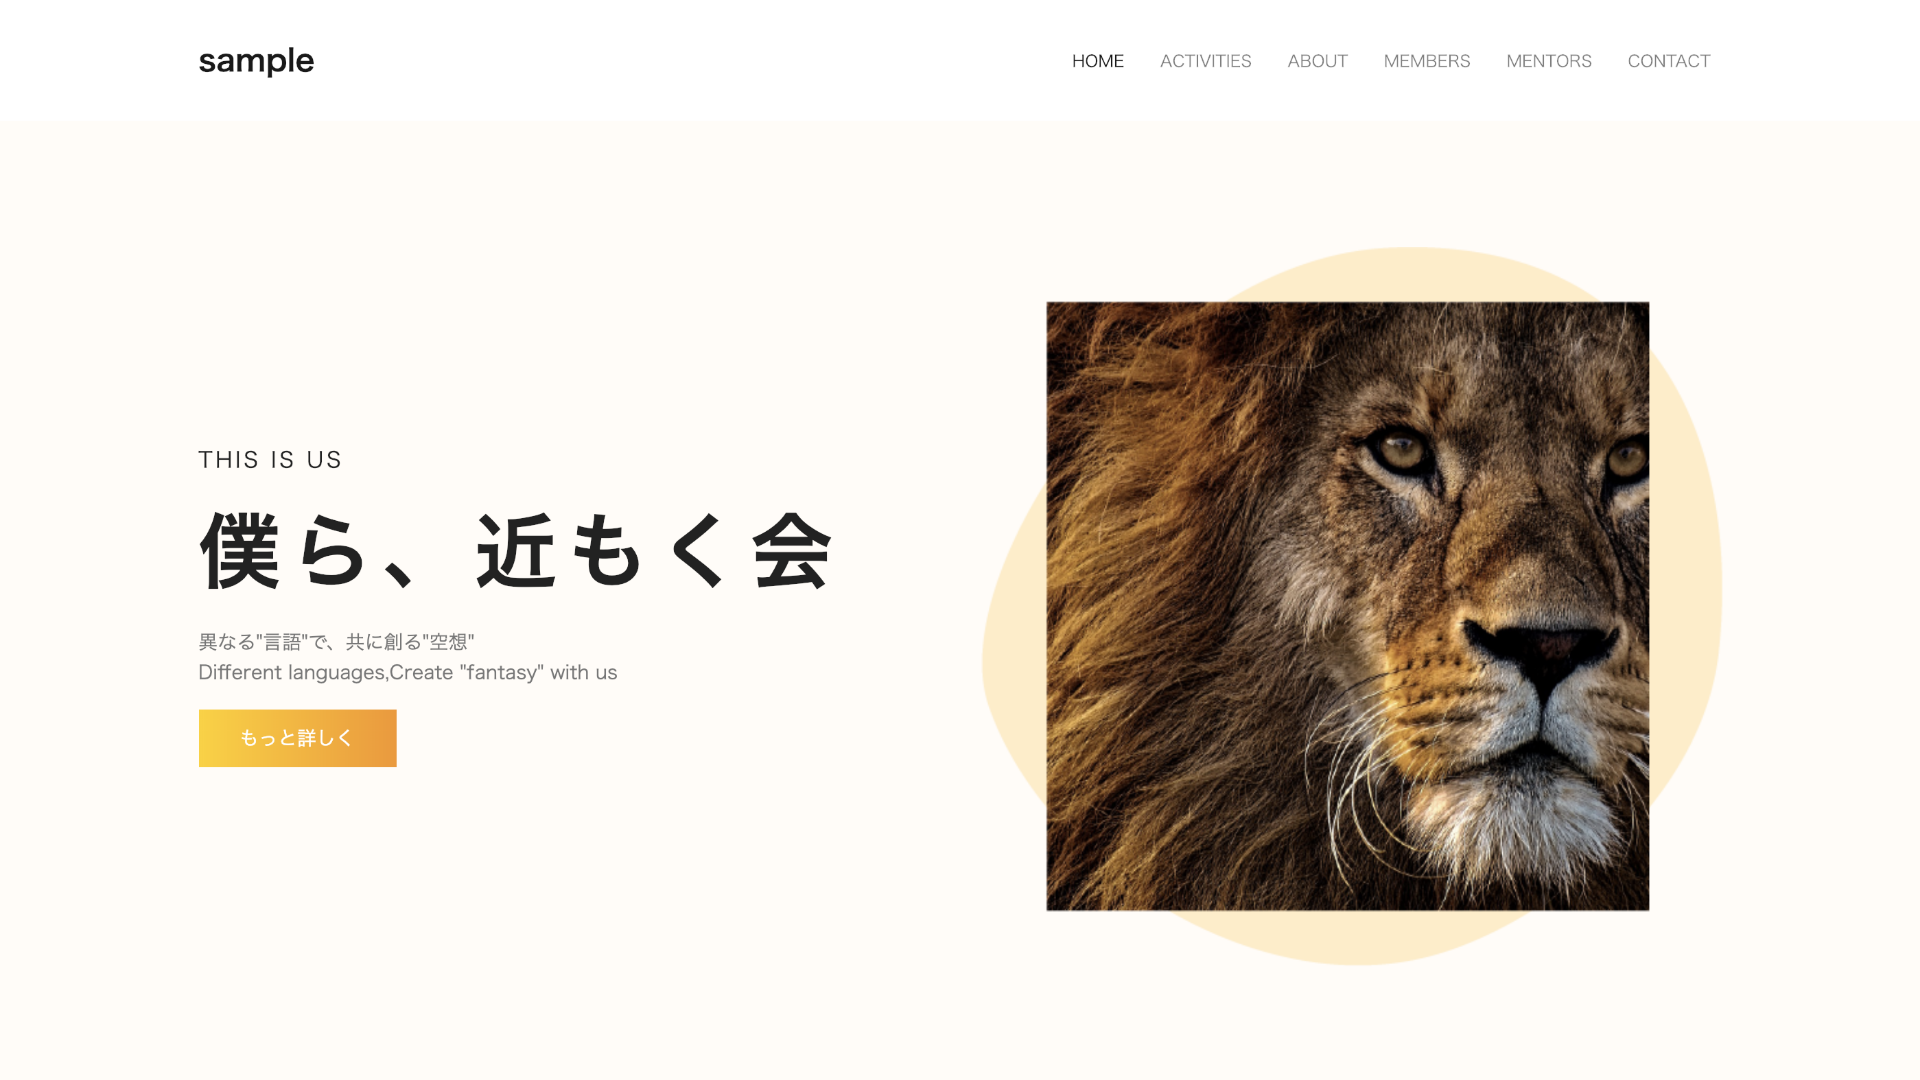 sample
HOME ACTIVITIES ABOUT MEMBERS MENTORS CONTACT
THIS IS US
僕ら、近もく会
異なる"言語"で、共に創る"空想"
Different languages,Create "fantasy" with us
もっと詳しく